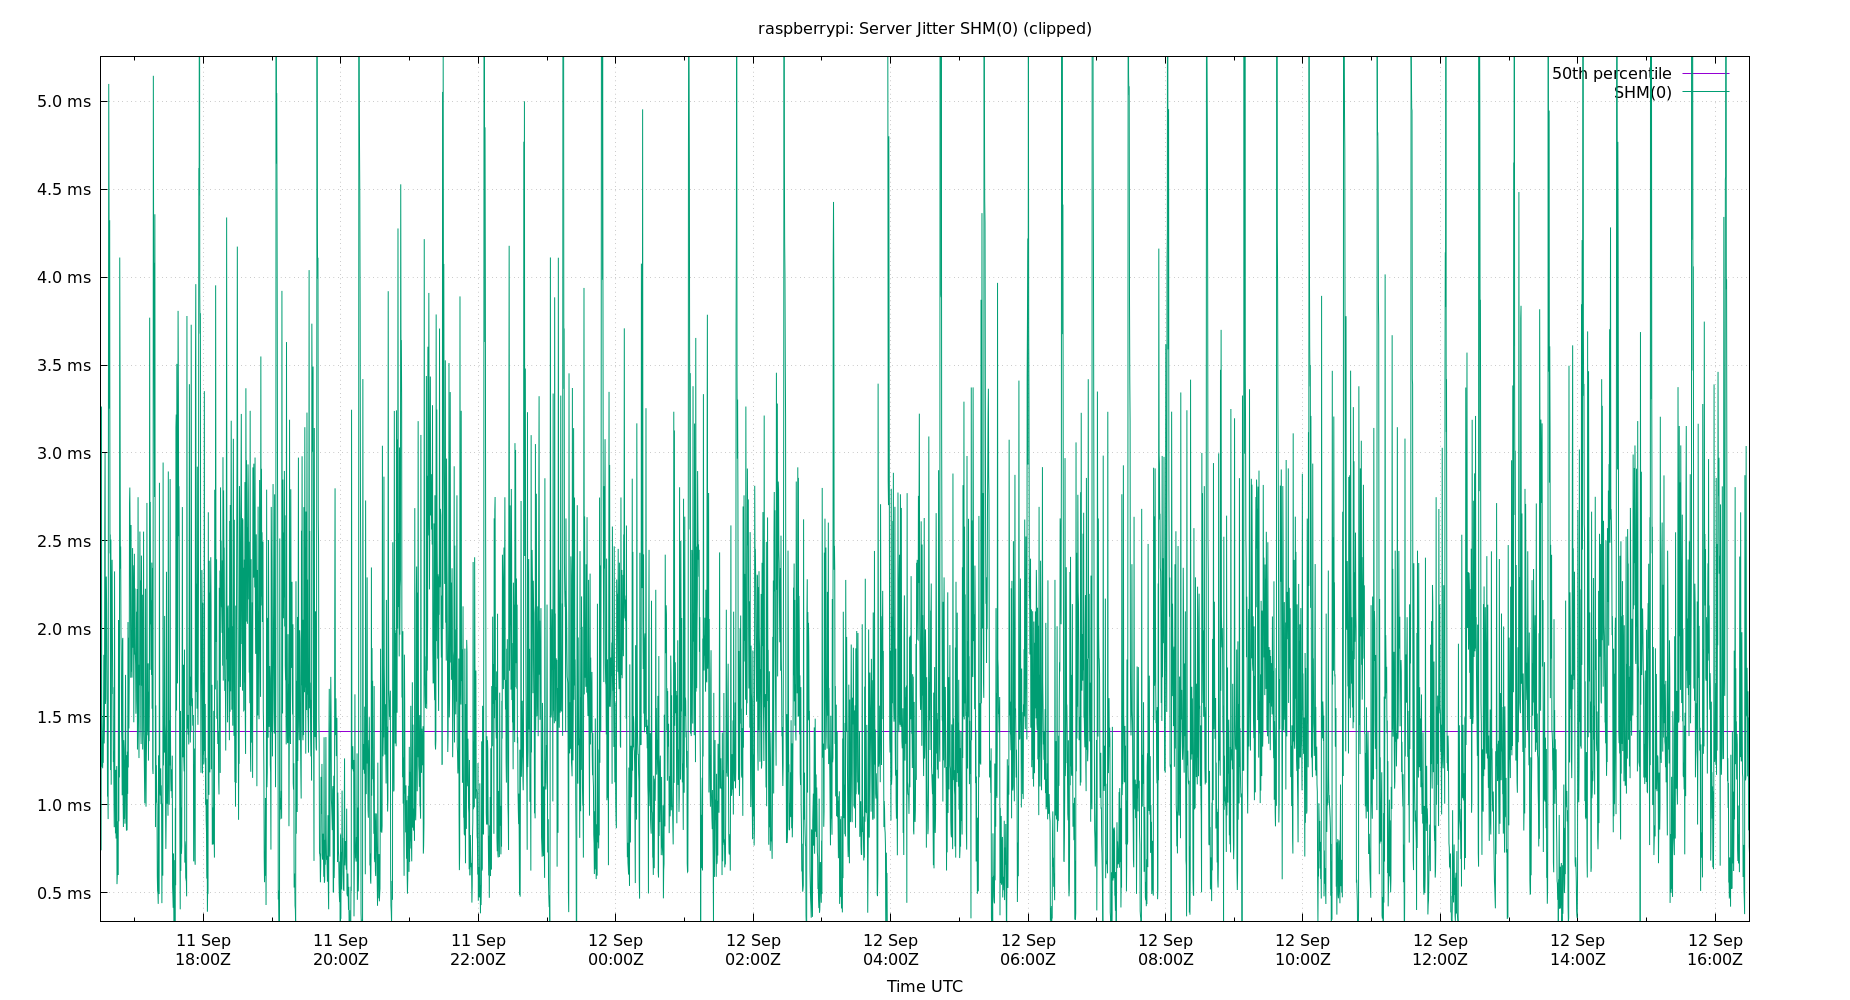 raspberrypi: Server Jitter SHM(0) (clipped)
50th percentile
SHM(0)
5.0 ms
4.5 ms
4.0 ms
3.5 ms
3.0 ms
2.5 ms
2.0 ms
1.5 ms
1.0 ms
0.5 ms
11 Sep 11 Sep 11 Sep 12 Sep 12 Sep 12 Sep 12 Sep 12 Sep 12 Sep 12 Sep 12 Sep 12 Sep
18:00Z 20:00Z 22:00Z 00:00Z 02:00Z 04:00Z 06:00Z 08:00Z 10:00Z 12:00Z 14:00Z 16:00Z
Time UTC